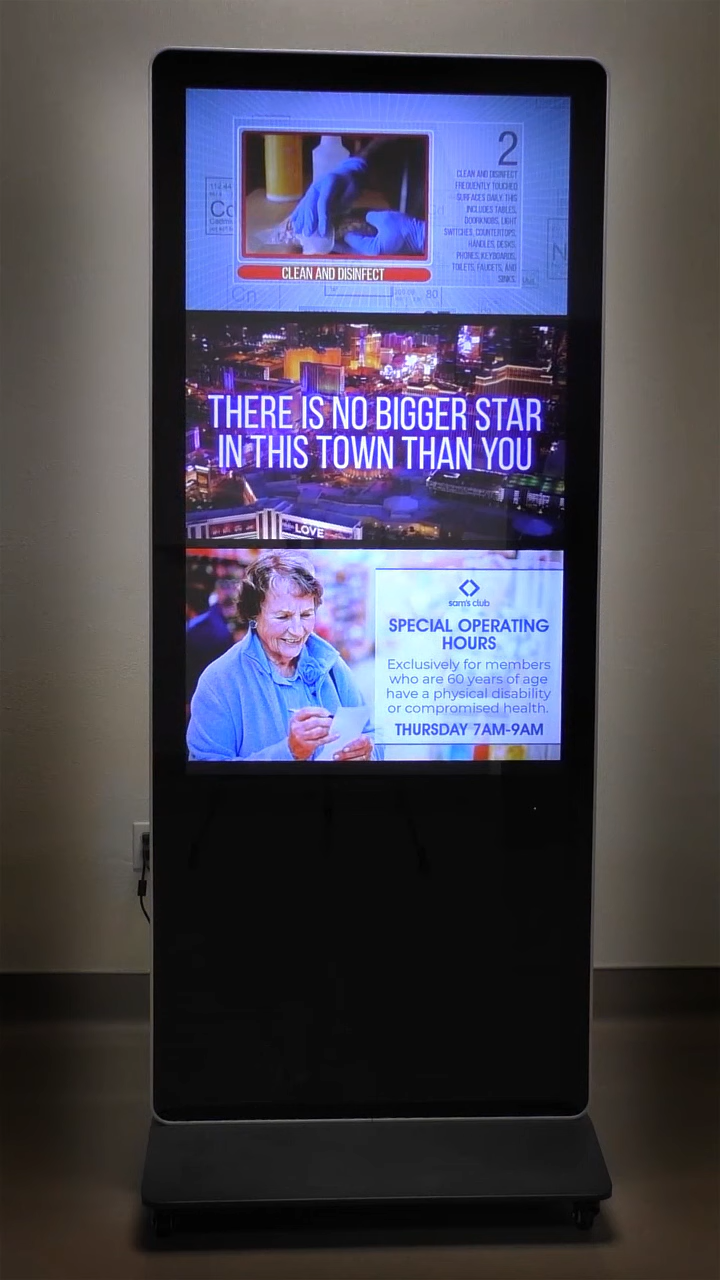 2
CLEAN AND DISINFECT
FREQUENTLY TOUCHED
SURFACES DAILY. THIS
INCLUDES TABLES,
DOORKNOBS, LIGHT
SWITCHES, COUNTERTOPS,
HANDLES, DESKS,
PHONES, KEYBOARDS,
TOILETS, FAUCETS, AND
SINKS.
CLEAN AND DISINFECT
Cn
80
THERE IS NO BIGGER STAR
IN THIS TOWN THAN YOU
LOVE
sam's club
SPECIAL OPERATING
HOURS
Exclusively for members
who are 60 years of age
have a physical disability
or compromised health.
THURSDAY 7AM-9AM